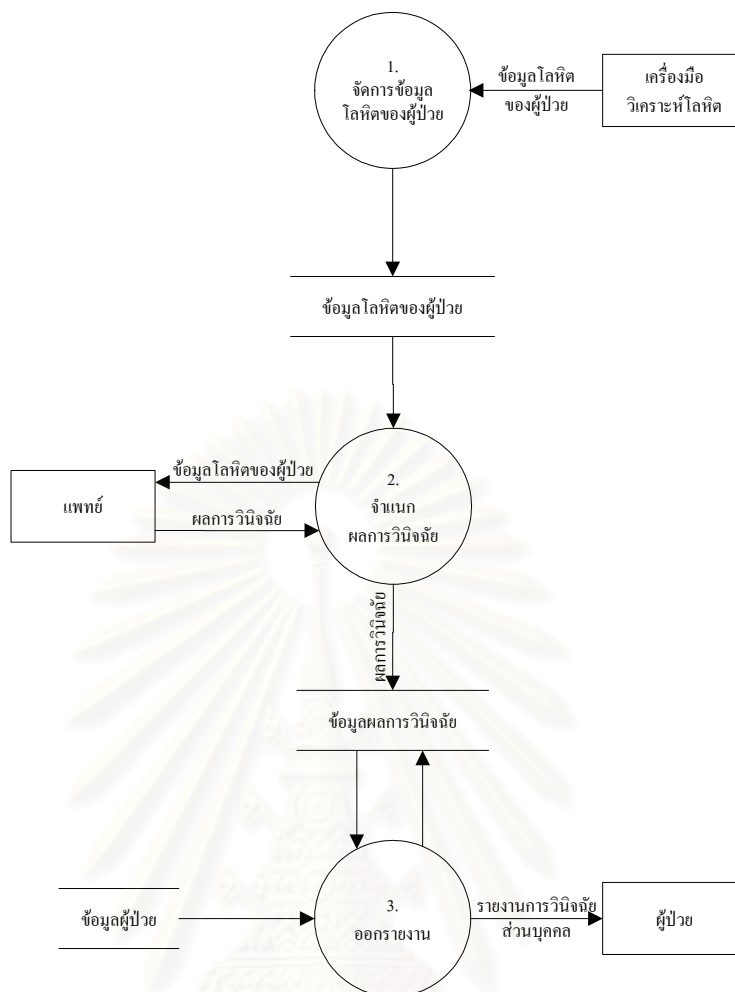 1.
จัดการข้อมูล
โลหิตของผู้ป่วย
ข้อมูลโลหิต
ของผู้ป่วย
เครื่องมือ
วิเคราะห์โลหิต
ข้อมูลโลหิตของผู้ป่วย
ข้อมูลโลหิตของผู้ป่วย
แพทย์
ผลการวินิจฉัย
2.
จำแนก
ผลการวินิจฉัย
ผลการวินิจฉัย
ข้อมูลผลการวินิจฉัย
ข้อมูลผู้ป่วย
3.
ออกรายงาน
รายงานการวินิจฉัย
ส่วนบุคคล
ผู้ป่วย